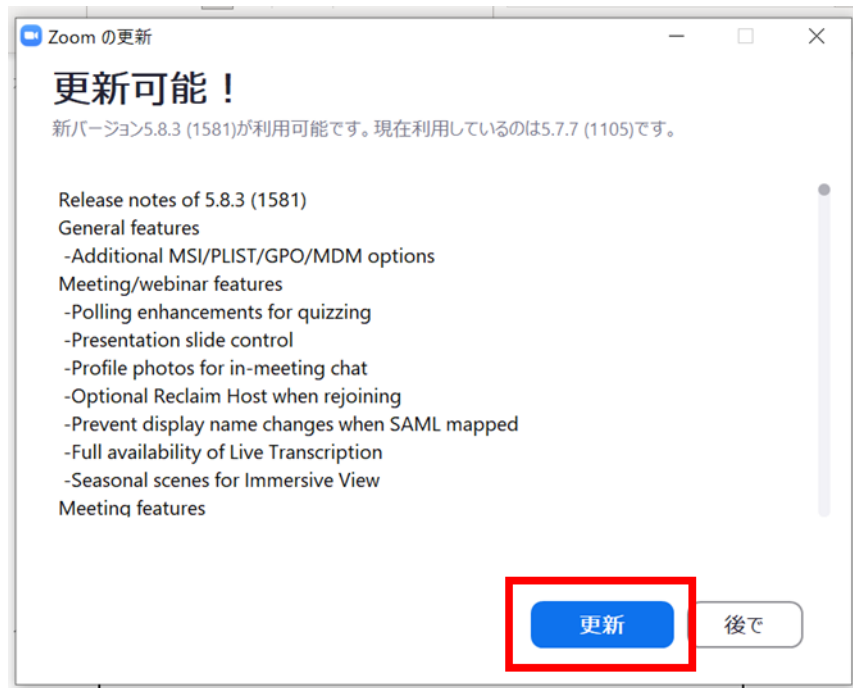 Zoom の更新
更新可能！
新バージョン5.8.3 (1581)が利用可能です。現在利用しているのは5.7.7 (1105)です。
Release notes of 5.8.3 (1581)
General features
-Additional MSI/PLIST/GPO/MDM options
Meeting/webinar features
-Polling enhancements for quizzing
-Presentation slide control
-Profile photos for in-meeting chat
-Optional Reclaim Host when rejoining
-Prevent display name changes when SAML mapped
-Full availability of Live Transcription
-Seasonal scenes for Immersive View
Meeting features
更新
後で